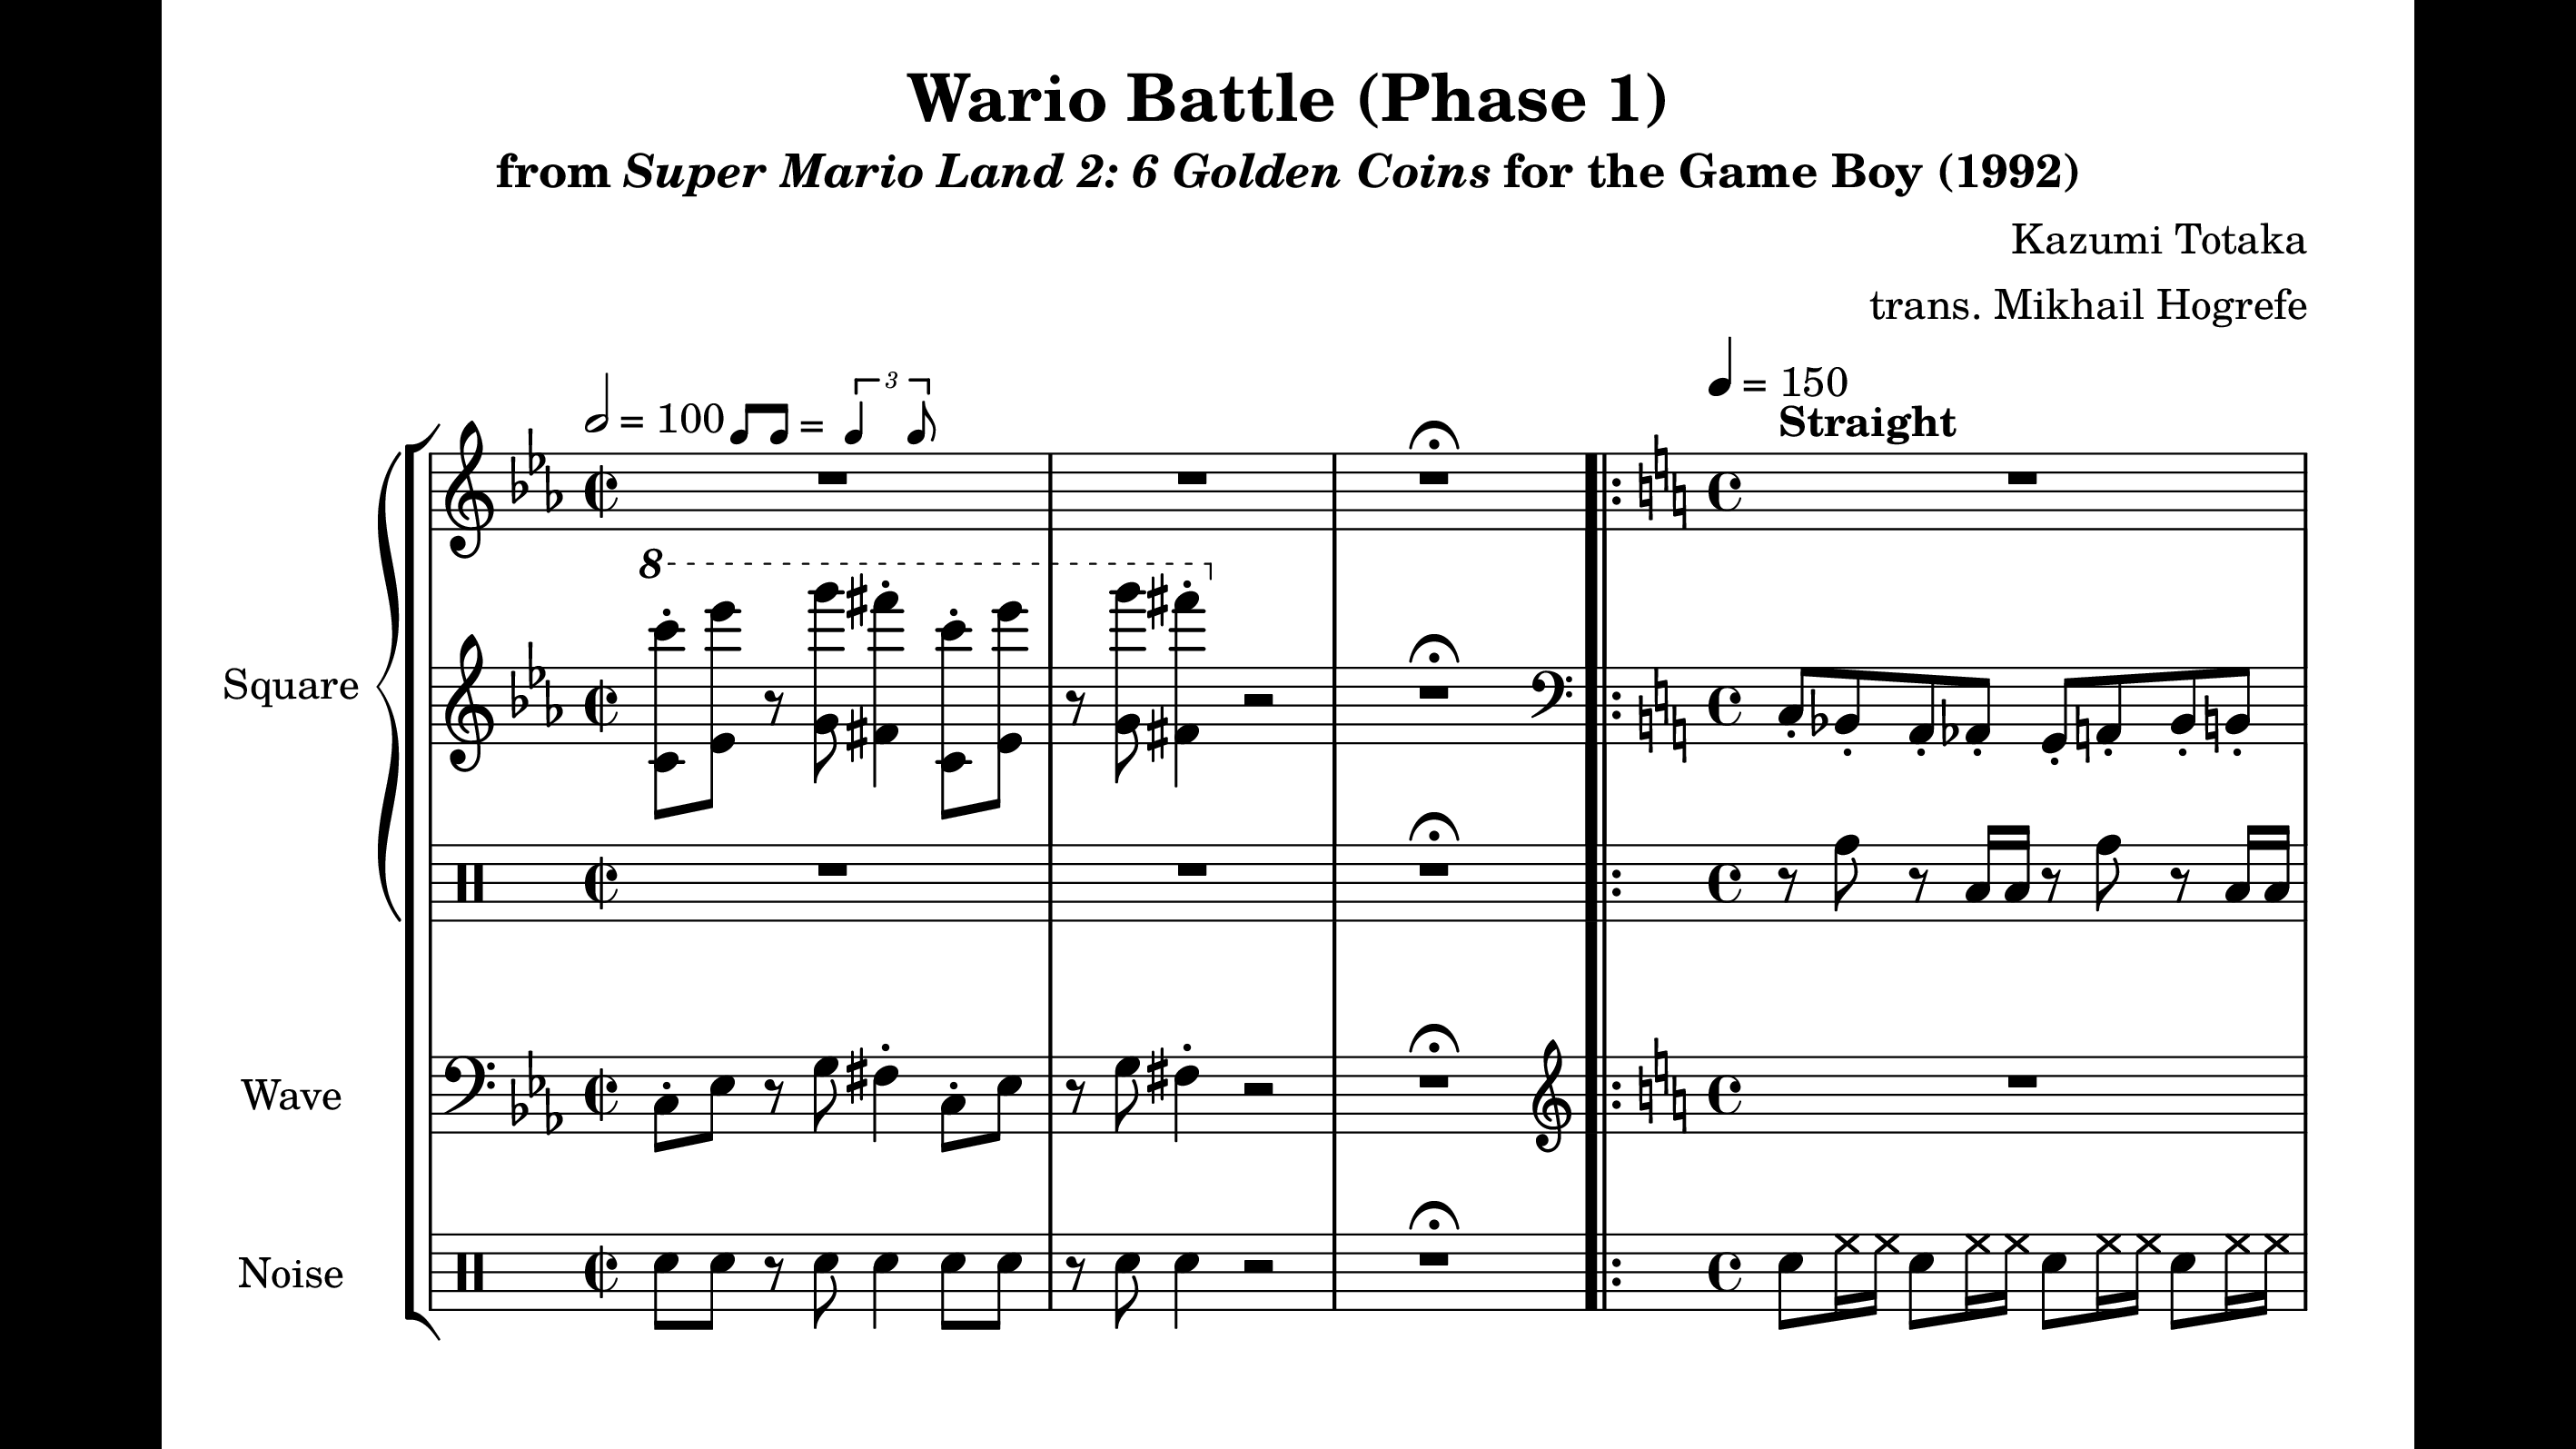 Wario Battle (Phase 1)
from Super Mario Land 2: 6 Golden Coins for the Game Boy (1992)
Kazumi Totaka
trans. Mikhail Hogrefe
= 150
= 100 = 3
Straight
8
Square
Wave
Noise